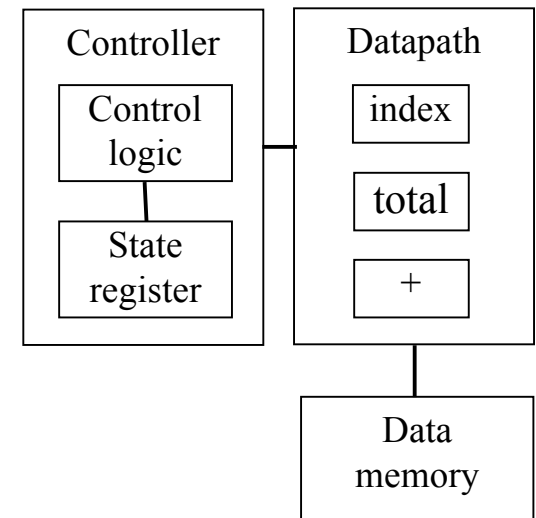 Controller
Control
logic
State
register
Datapath
index
total
+
Data
memory